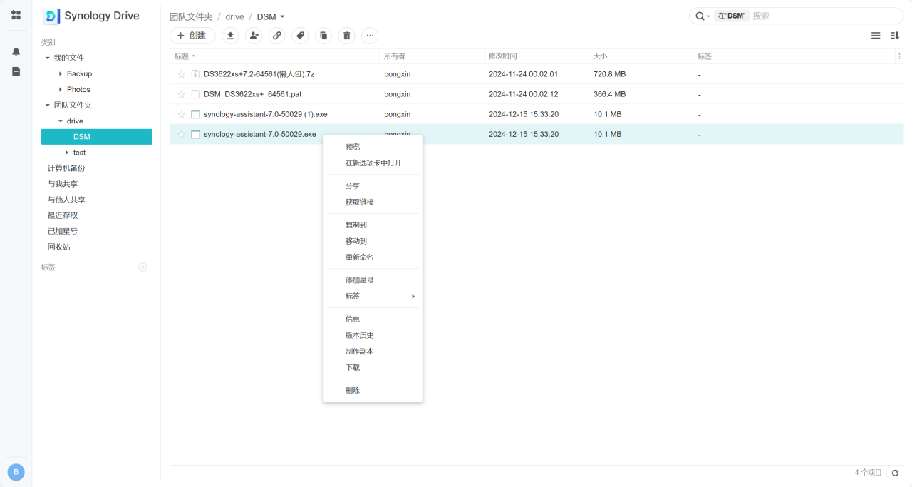 Synology Drive
团队文件夹 / drive / DSM
在"DSM" 搜索
创建
类别
我的文件
Backup
Photos
团队文件夹
drive
DSM
test
计算机备份
与我共享
与他人共享
最近存取
已加星号
回收站
标签
标题 所有者 修改时间 大小 标签
DS3622xs+7.2-64561(懒人包).7z bongxin 2024-11-24 00:02:01 720.8 MB -
DSM_DS3622xs+_64561.pat bongxin 2024-11-24 00:02:12 366.4 MB -
synology-assistant-7.0-50029 (1).exe bongxin 2024-12-15 15:33:20 10.1 MB -
synology-assistant-7.0-50029.exe bongxin 2024-12-15 15:33:20 10.1 MB -
预览
在新选项卡中打开
分享
获取链接
复制到
移动到
重新命名
添加星号
标签
信息
版本历史
制作副本
下载
删除
4 个项目
B